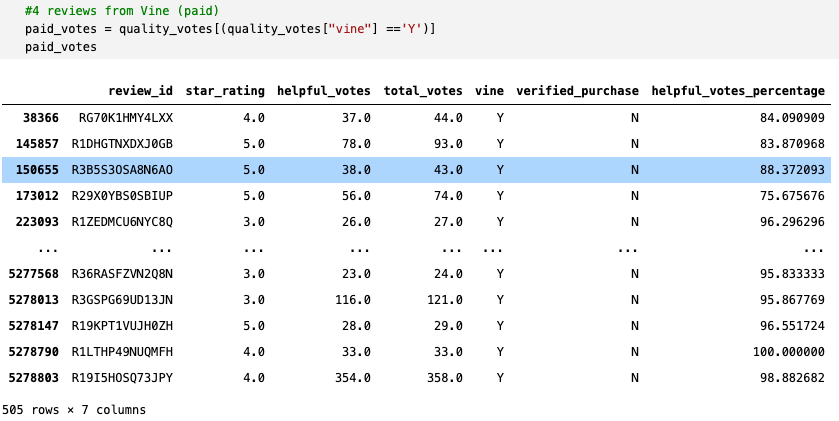 #4 reviews from Vine (paid)
paid_votes = quality_votes[(quality_votes["vine"] =='Y')]
paid_votes
review_id star_rating helpful_votes total_votes vine verified_purchase helpful_votes_percentage
38366 RG70K1HMY4LXX 4.0 37.0 44.0 Y N 84.090909
145857 R1DHGTNXDXJ0GB 5.0 78.0 93.0 Y N 83.870968
150655 R3B5S3OSA8N6AO 5.0 38.0 43.0 Y N 88.372093
173012 R29X0YBS0SBIUP 5.0 56.0 74.0 Y N 75.675676
223093 R1ZEDMCU6NYC8Q 3.0 26.0 27.0 Y N 96.296296
... ... ... ... ... ... ... ...
5277568 R36RASFZVN2Q8N 3.0 23.0 24.0 Y N 95.833333
5278013 R3GSPG69UD13JN 3.0 116.0 121.0 Y N 95.867769
5278147 R19KPT1VUJH0ZH 5.0 28.0 29.0 Y N 96.551724
5278790 R1LTHP49NUQMFH 4.0 33.0 33.0 Y N 100.000000
5278803 R19I5HOSQ73JPY 4.0 354.0 358.0 Y N 98.882682
505 rows × 7 columns